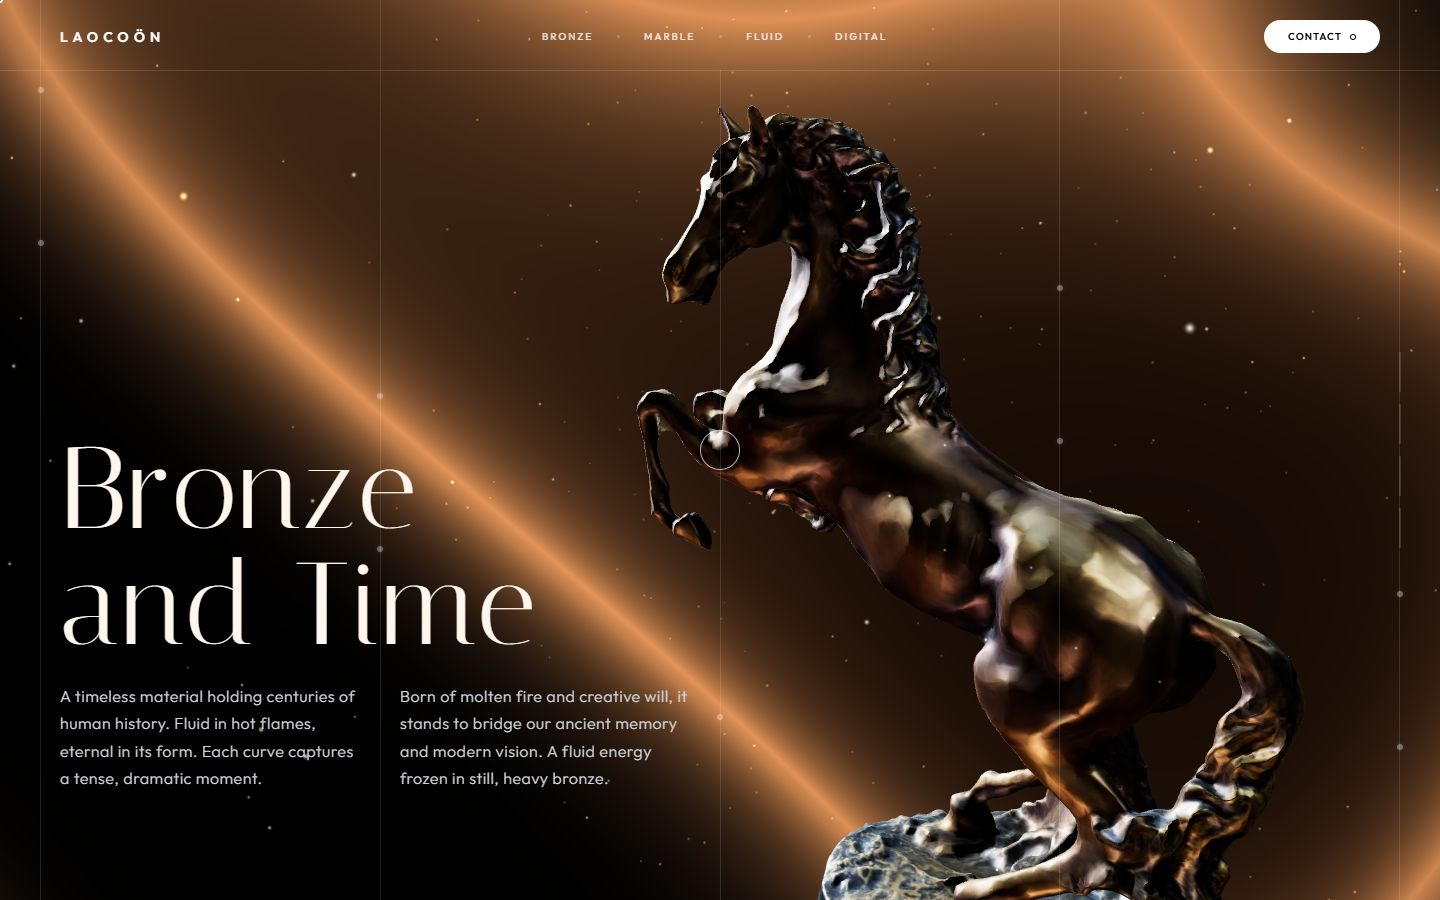 LAOCOÖN
BRONZE
MARBLE
FLUID
DIGITAL
CONTACT
Bronze
and Time
A timeless material holding centuries of
human history. Fluid in hot flames,
eternal in its form. Each curve captures
a tense, dramatic moment.
Born of molten fire and creative will, it
stands to bridge our ancient memory
and modern vision. A fluid energy
frozen in still, heavy bronze.